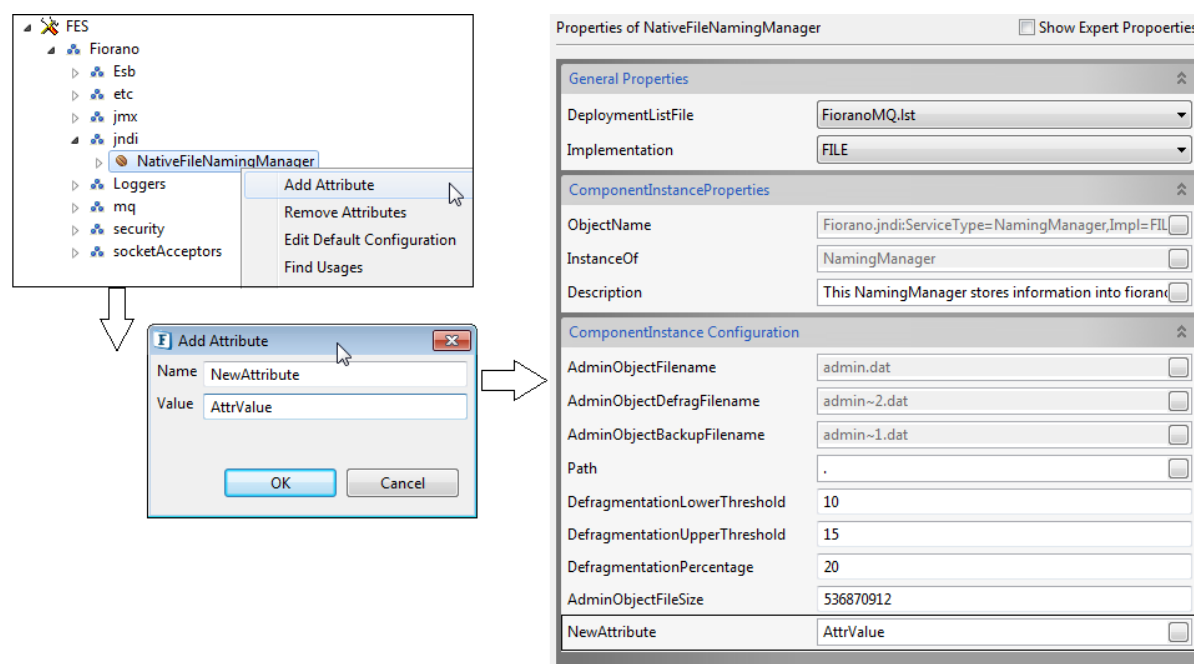 FES
Fiorano
Esb
etc
jmx
jndi
NativeFileNamingManager
Loggers
mq
security
socketAcceptors
Add Attribute
Remove Attributes
Edit Default Configuration
Find Usages
Add Attribute
Name NewAttribute
Value AttrValue
OK Cancel
Properties of NativeFileNamingManager Show Expert Propoerties
General Properties
DeploymentListFile FioranoMQ.lst
Implementation FILE
ComponentInstanceProperties
ObjectName Fiorano.jndi:ServiceType=NamingManager,Impl=FIL
InstanceOf NamingManager
Description This NamingManager stores information into fioran
ComponentInstance Configuration
AdminObjectFilename admin.dat
AdminObjectDefragFilename admin~2.dat
AdminObjectBackupFilename admin~1.dat
Path .
DefragmentationLowerThreshold 10
DefragmentationUpperThreshold 15
DefragmentationPercentage 20
AdminObjectFileSize 536870912
NewAttribute AttrValue